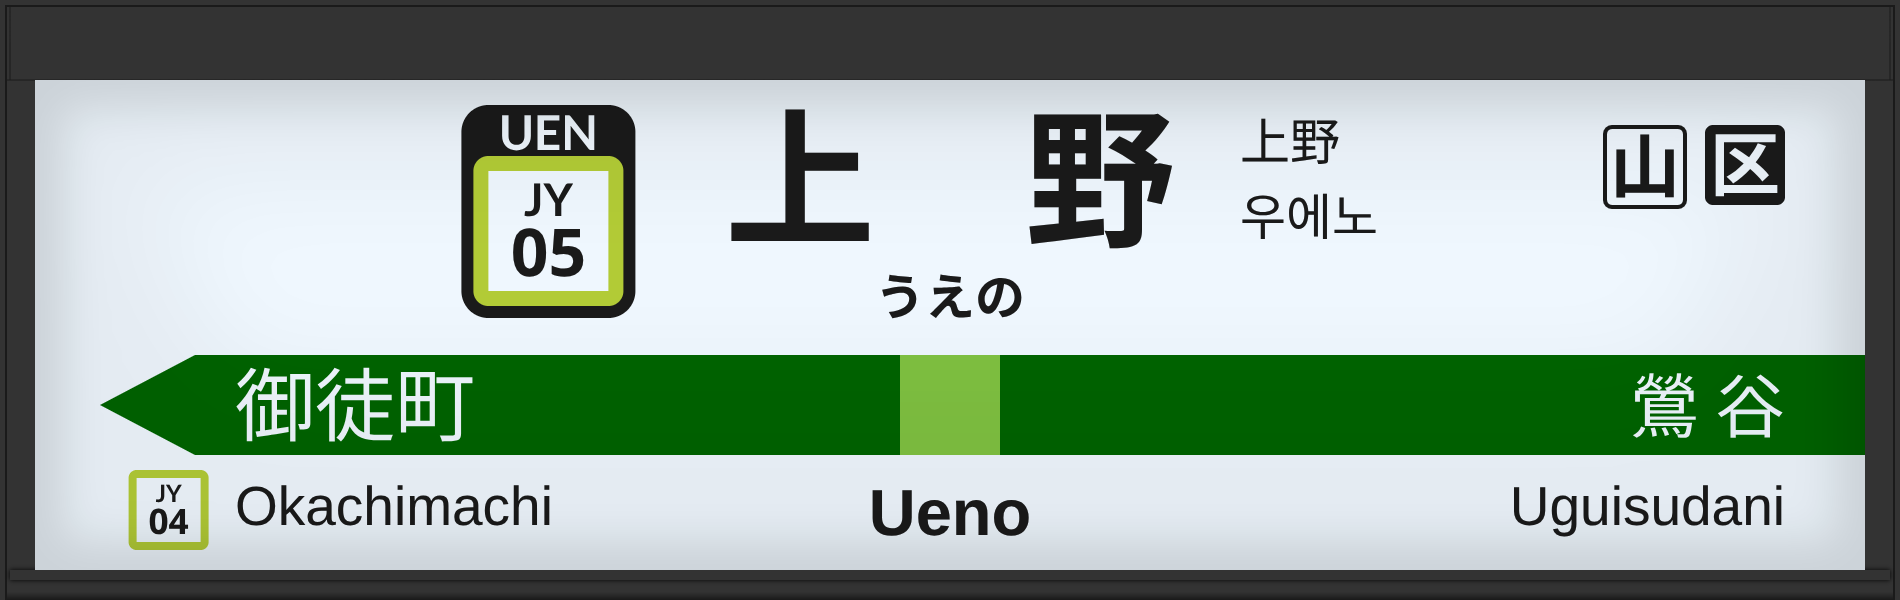 UEN
JY
05
上野
うえの
上野
우에노
山 区
御徒町
鶯谷
JY
04
Okachimachi
Ueno
Uguisudani